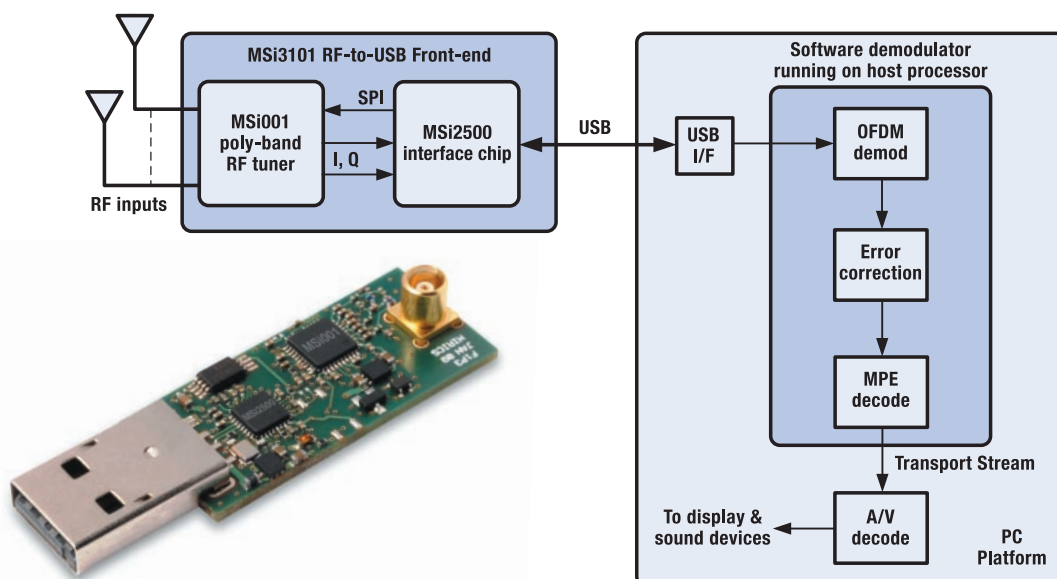 MSi3101 RF-to-USB Front-end
MSi001
poly-band
RF tuner
SPI
I, Q
MSi2500
interface chip
RF inputs
USB
USB
I/F
Software demodulator
running on host processor
OFDM
demod
Error
correction
MPE
decode
Transport Stream
A/V
decode
To display &
sound devices
PC
Platform
MSi001
MSi2500
MIRICS